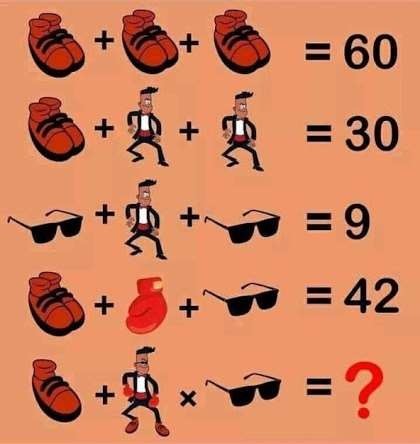 + + = 60
+ + = 30
+ + = 9
+ + = 42
+ × = ?